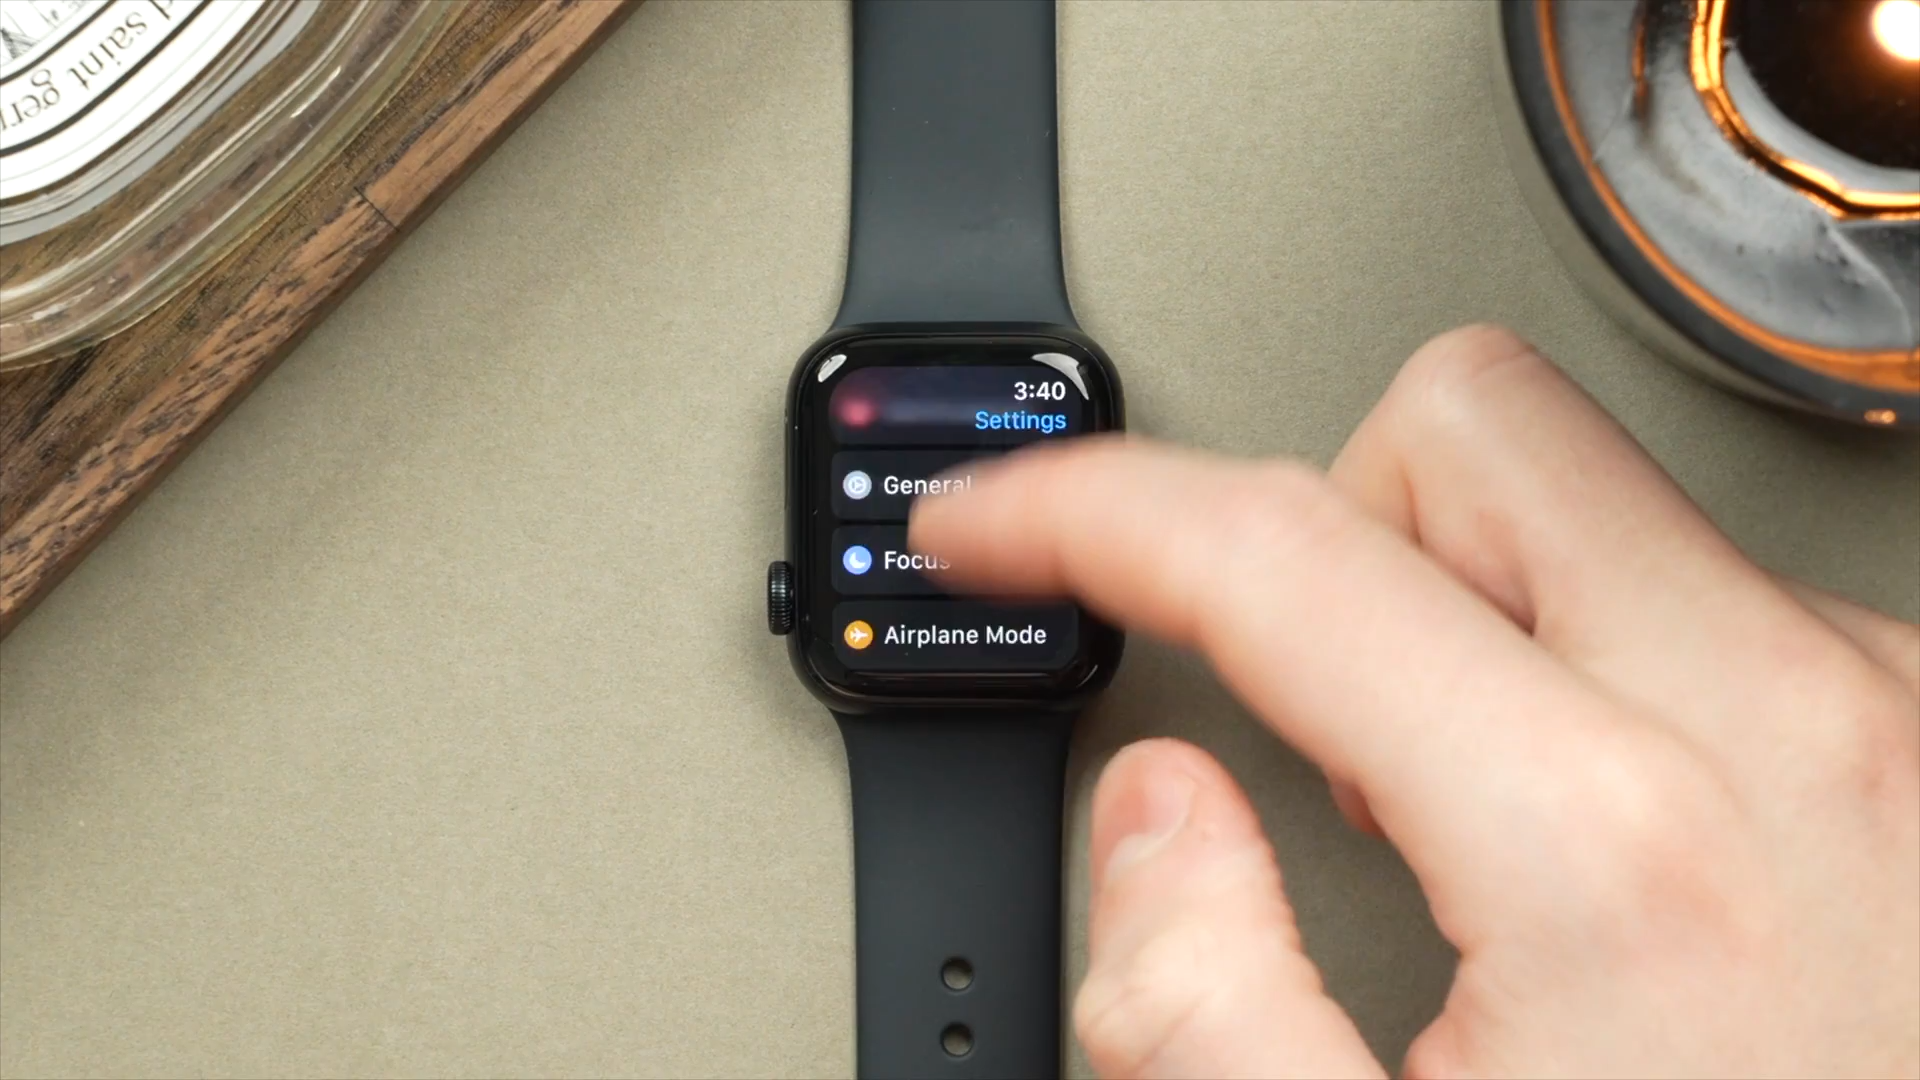 saint ger
3:40
Settings
General
Focus
Airplane Mode